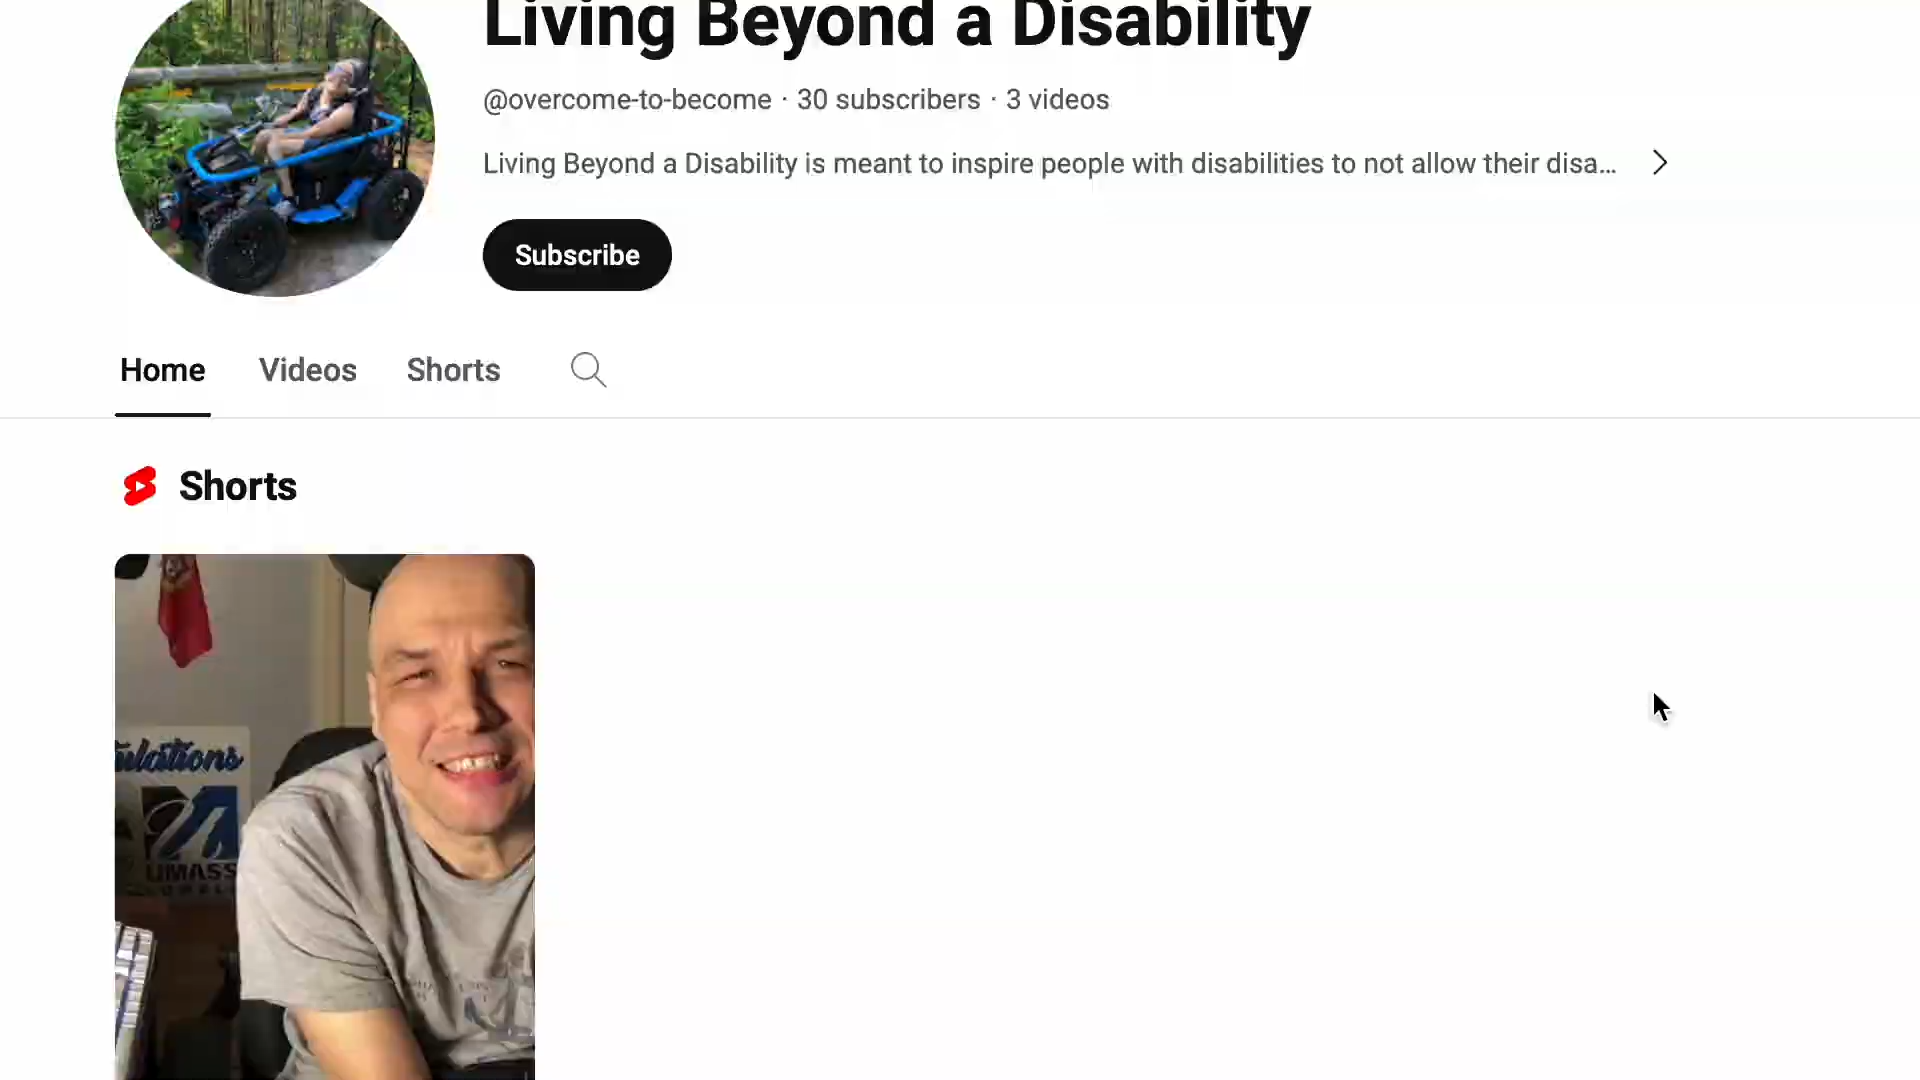 Living Beyond a Disability
@overcome-to-become · 30 subscribers · 3 videos
Living Beyond a Disability is meant to inspire people with disabilities to not allow their disa...
Subscribe
Home
Videos
Shorts
Shorts
ulations
UMASS